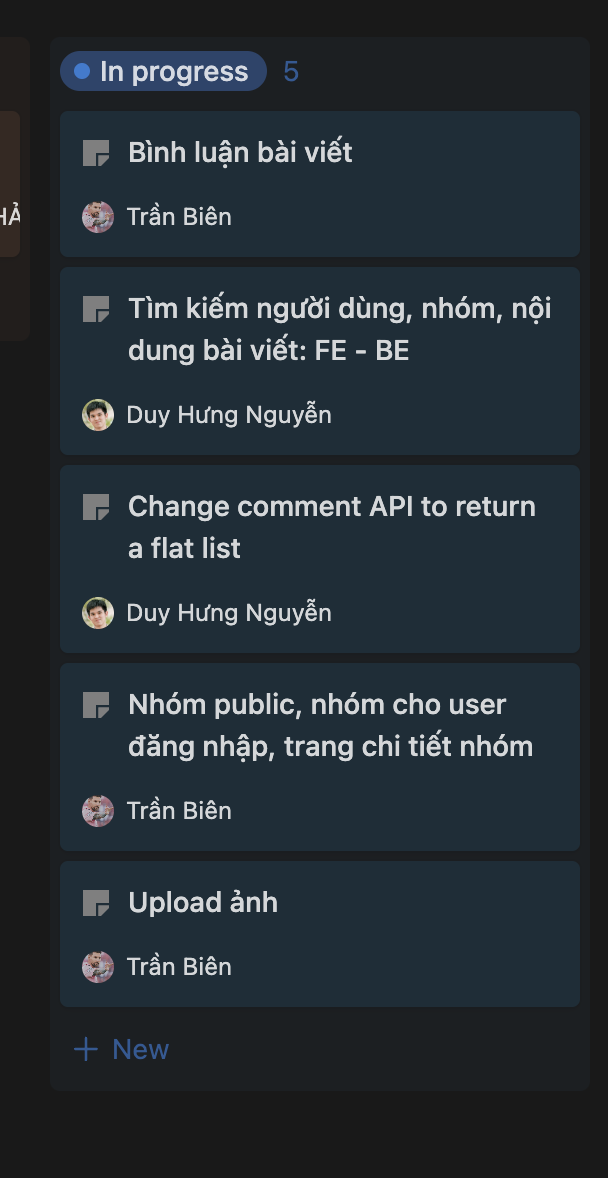 In progress 5
Bình luận bài viết
Trần Biên
Tìm kiếm người dùng, nhóm, nội
dung bài viết: FE - BE
Duy Hưng Nguyễn
Change comment API to return
a flat list
Duy Hưng Nguyễn
Nhóm public, nhóm cho user
đăng nhập, trang chi tiết nhóm
Trần Biên
Upload ảnh
Trần Biên
New